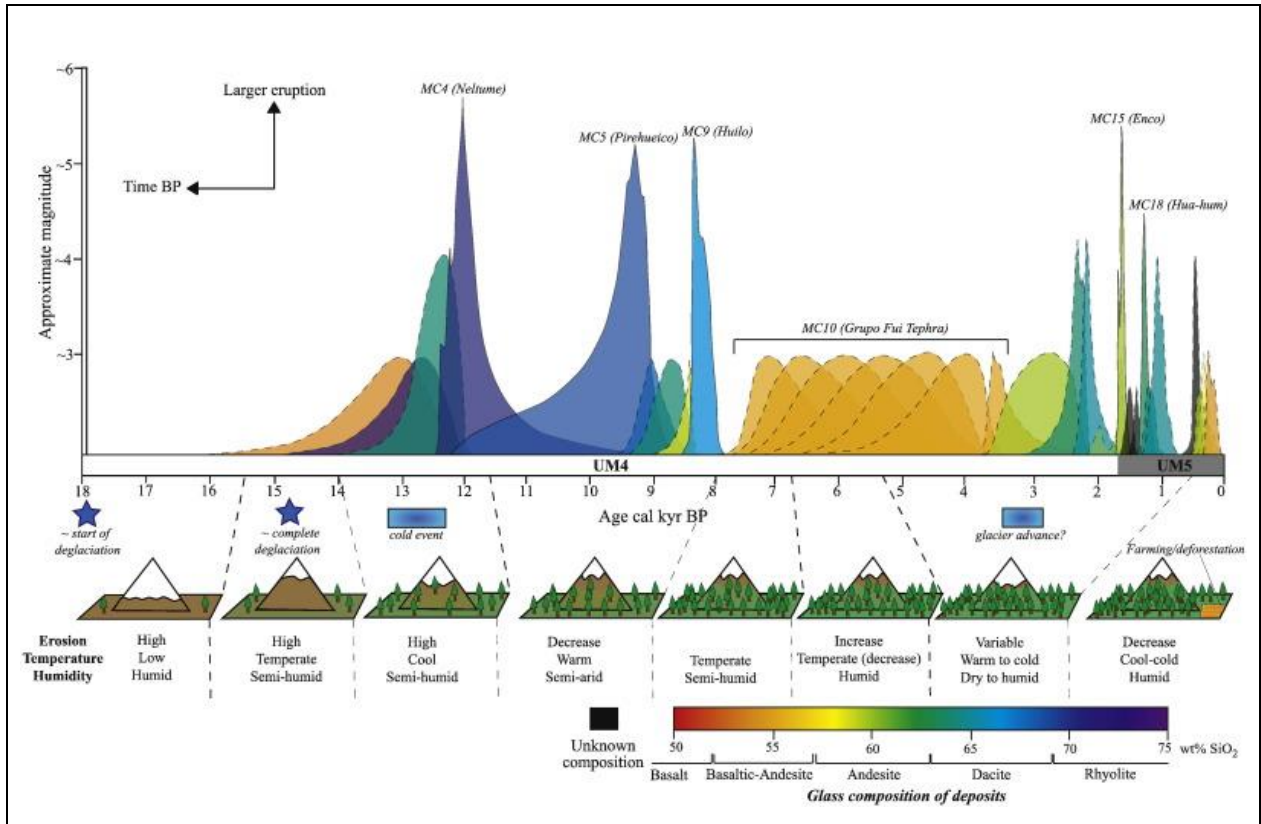 ~6
Larger eruption
MC4 (Neltume)
MC15 (Enco)
MC5 (Pirehueico)
MC9 (Huilo)
~5
Time BP
MC18 (Hua-hum)
Approximate magnitude
~4
MC10 (Grupo Fui Tephra)
~3
UM4
UM5
18 17 16 15 14 13 12 11 10 9 8 7 6 5 4 3 2 1 0
Age cal kyr BP
~ start of
deglaciation
~ complete
deglaciation
cold event
glacier advance?
Farming/deforestation
Erosion
Temperature
Humidity
High
Low
Humid
High
Temperate
Semi-humid
High
Cool
Semi-humid
Decrease
Warm
Semi-arid
Temperate
Semi-humid
Increase
Temperate (decrease)
Humid
Variable
Warm to cold
Dry to humid
Decrease
Cool-cold
Humid
Unknown
composition
50 55 60 65 70 75 wt% SiO2
Basalt Basaltic-Andesite Andesite Dacite Rhyolite
Glass composition of deposits